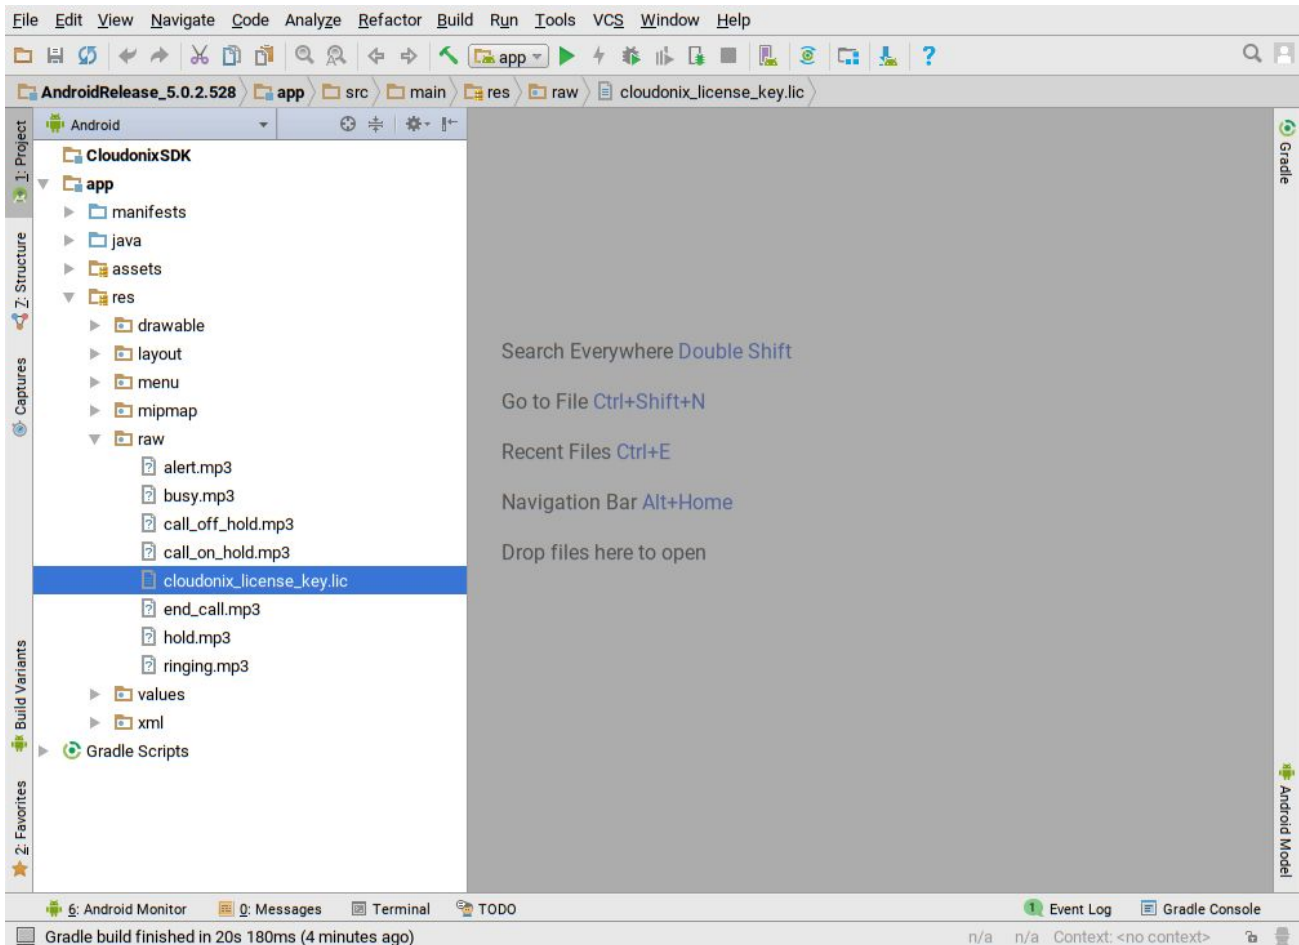 File Edit View Navigate Code Analyze Refactor Build Run Tools VCS Window Help
app
?
AndroidRelease_5.0.2.528 app src main res raw cloudonix_license_key.lic
1: Project
Android
Gradle
CloudonixSDK
app
manifests
java
7: Structure
assets
res
drawable
layout
Captures
menu
mipmap
raw
alert.mp3
busy.mp3
call_off_hold.mp3
call_on_hold.mp3
cloudonix_license_key.lic
end_call.mp3
hold.mp3
ringing.mp3
Build Variants
values
xml
Gradle Scripts
2: Favorites
Search Everywhere Double Shift
Go to File Ctrl+Shift+N
Recent Files Ctrl+E
Navigation Bar Alt+Home
Drop files here to open
Android Model
6: Android Monitor 0: Messages Terminal TODO 1 Event Log Gradle Console
Gradle build finished in 20s 180ms (4 minutes ago) n/a n/a Context: <no context>